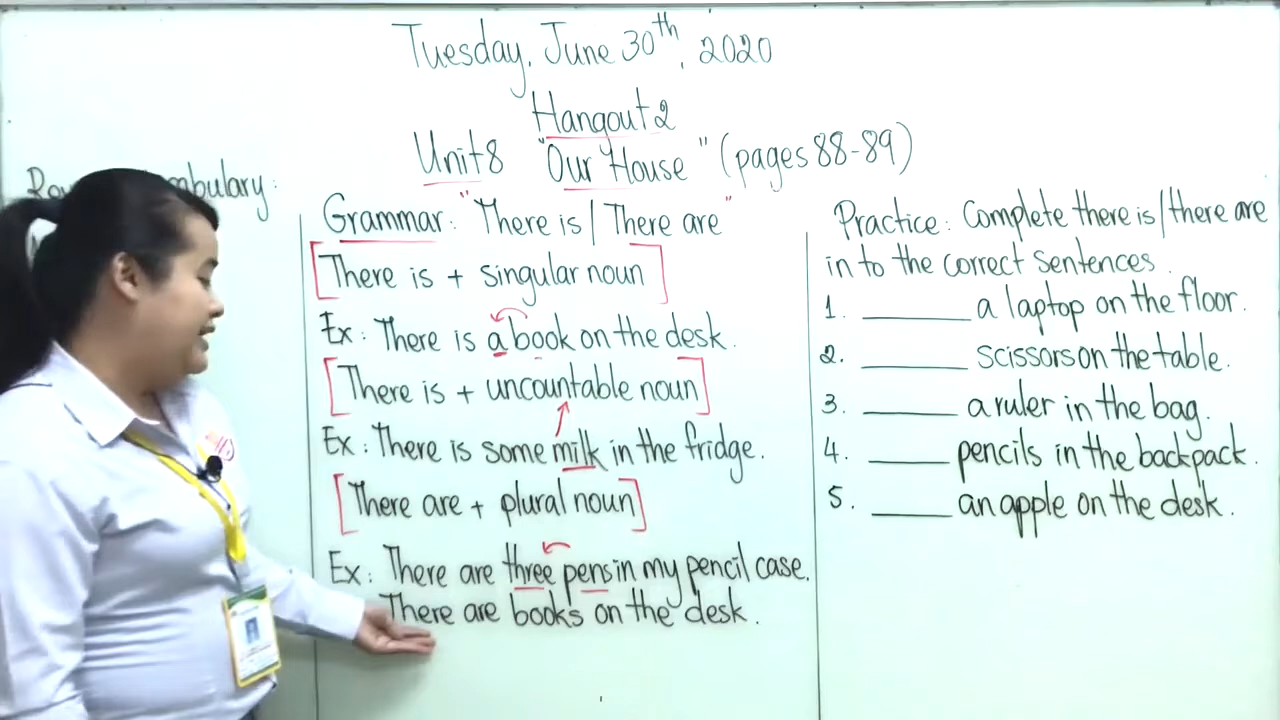 Tuesday, June 30th, 2020
Hangout 2
Unit 8 "Our House" (pages 88-89)
Grammar: "There is / There are"
[There is + singular noun]
Ex: There is a book on the desk.
[There is + uncountable noun]
Ex: There is some milk in the fridge.
[There are + plural noun]
Ex: There are three pens in my pencil case.
There are books on the desk.
Practice: Complete there is/there are
in to the correct sentences.
1. ______ a laptop on the floor.
2. ______ scissors on the table.
3. ______ a ruler in the bag.
4. ______ pencils in the backpack.
5. ______ an apple on the desk.